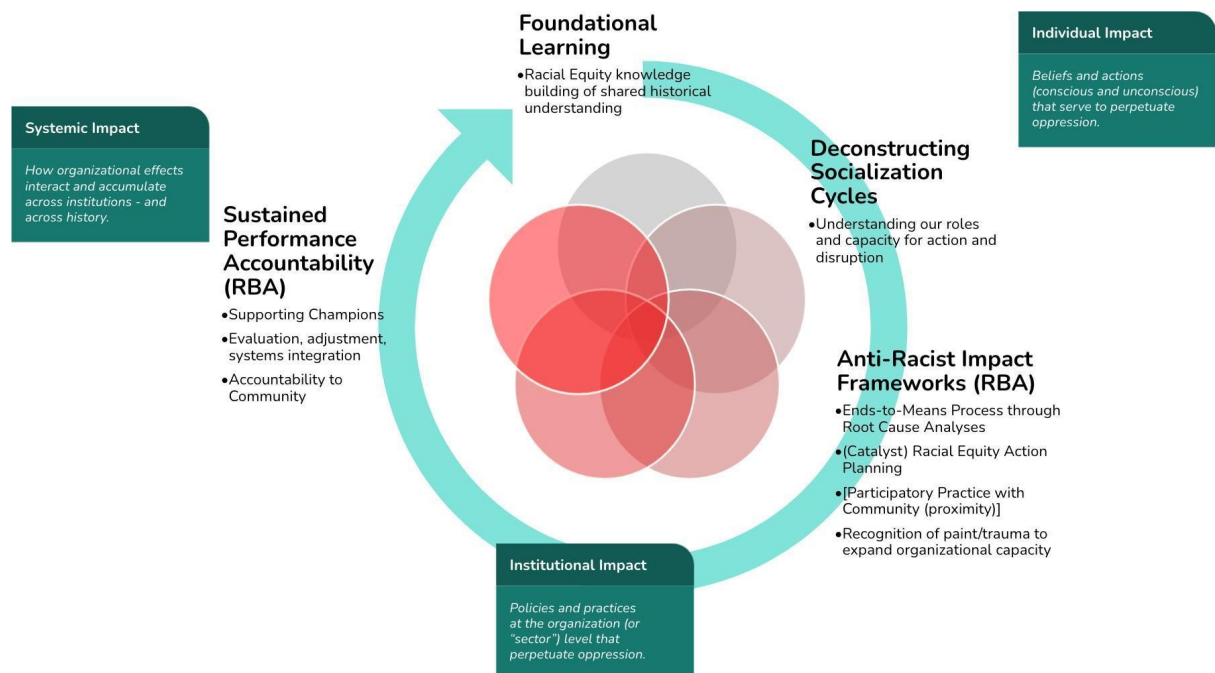 Foundational
Learning
•Racial Equity knowledge
building of shared historical
understanding
Individual Impact
Beliefs and actions
(conscious and unconscious)
that serve to perpetuate
oppression.
Systemic Impact
How organizational effects
interact and accumulate
across institutions - and
across history.
Deconstructing
Socialization
Cycles
•Understanding our roles
and capacity for action and
disruption
Sustained
Performance
Accountability
(RBA)
•Supporting Champions
•Evaluation, adjustment,
systems integration
•Accountability to
Community
Anti-Racist Impact
Frameworks (RBA)
•Ends-to-Means Process through
Root Cause Analyses
•(Catalyst) Racial Equity Action
Planning
•[Participatory Practice with
Community (proximity)]
•Recognition of paint/trauma to
expand organizational capacity
Institutional Impact
Policies and practices
at the organization (or
“sector”) level that
perpetuate oppression.